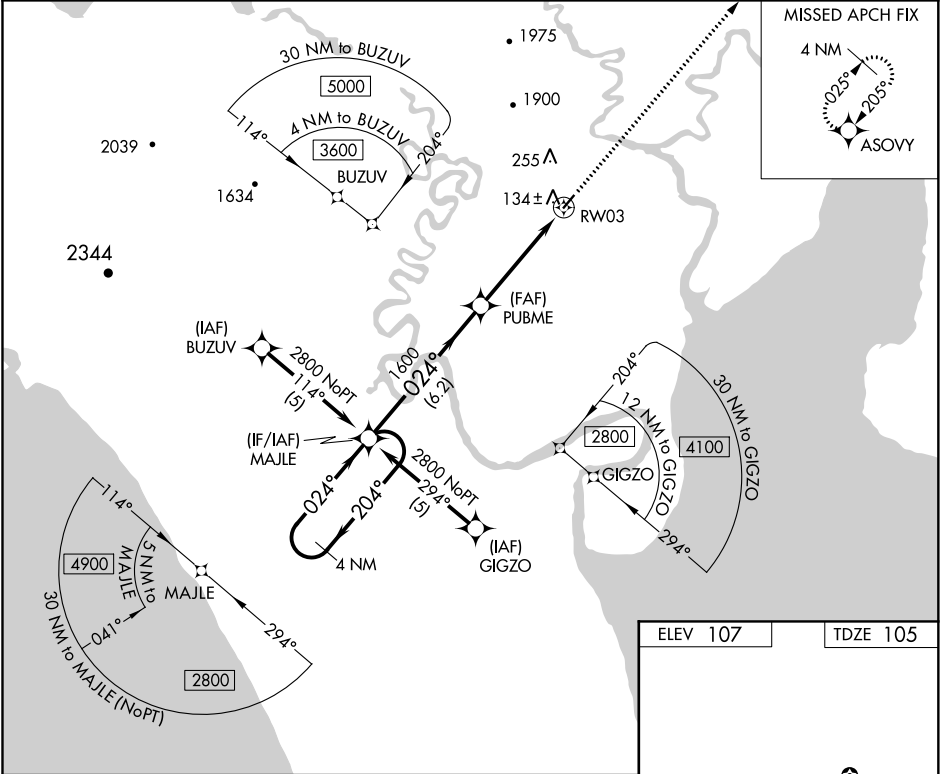 MISSED APCH FIX
4 NM
025°
205°
ASOVY
1975
1900
255
134±
RW03
30 NM to BUZUV
5000
4 NM to BUZUV
3600
114°
204°
BUZUV
2039
1634
2344
(FAF)
PUBME
(IAF)
BUZUV
2800 NoPT
114°
(5)
1600
024°
(6.2)
(IF/IAF)
MAJLE
2800 NoPT
294°
(5)
024°
204°
4 NM
(IAF)
GIGZO
204°
30 NM to GIGZO
12 NM to GIGZO
2800
4100
GIGZO
294°
114°
4900
5 NM to
MAJLE
MAJLE
041°
294°
30 NM to MAJLE (NoPT)
2800
ELEV 107
TDZE 105